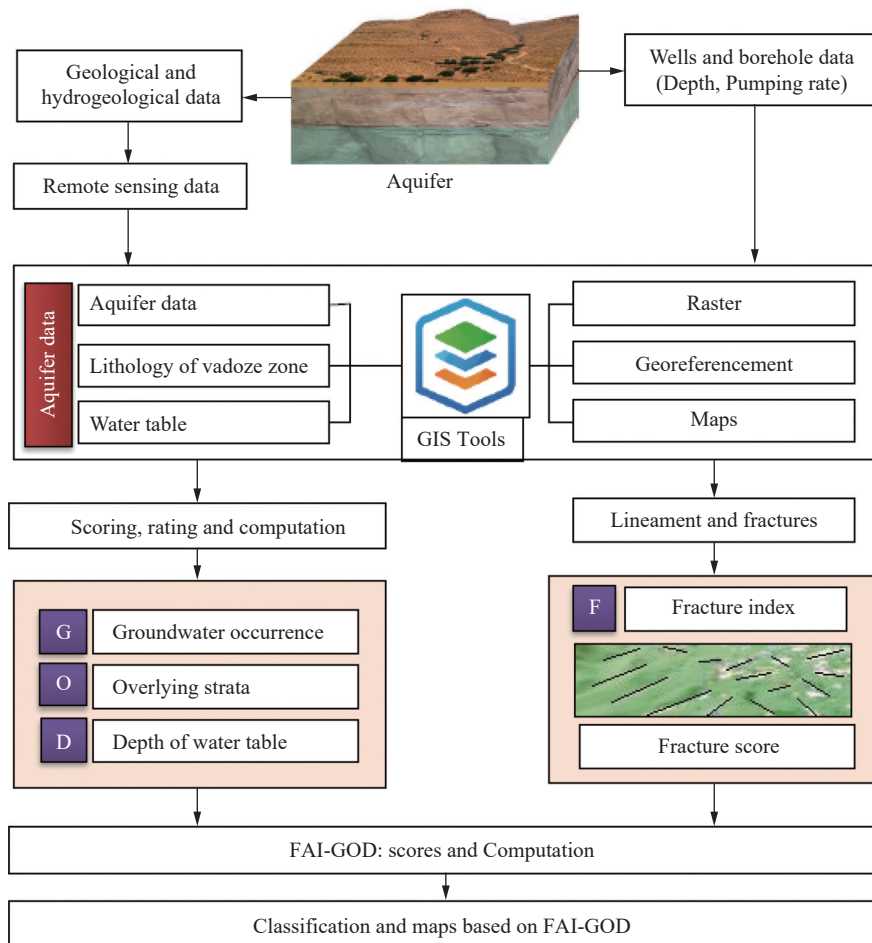 Geological and
hydrogeological data
Wells and borehole data
(Depth, Pumping rate)
Aquifer
Remote sensing data
Aquifer data
Aquifer data
Lithology of vadoze zone
Water table
GIS Tools
Raster
Georeferencement
Maps
Scoring, rating and computation
Lineament and fractures
G
Groundwater occurrence
O
Overlying strata
D
Depth of water table
F
Fracture index
Fracture score
FAI-GOD: scores and Computation
Classification and maps based on FAI-GOD